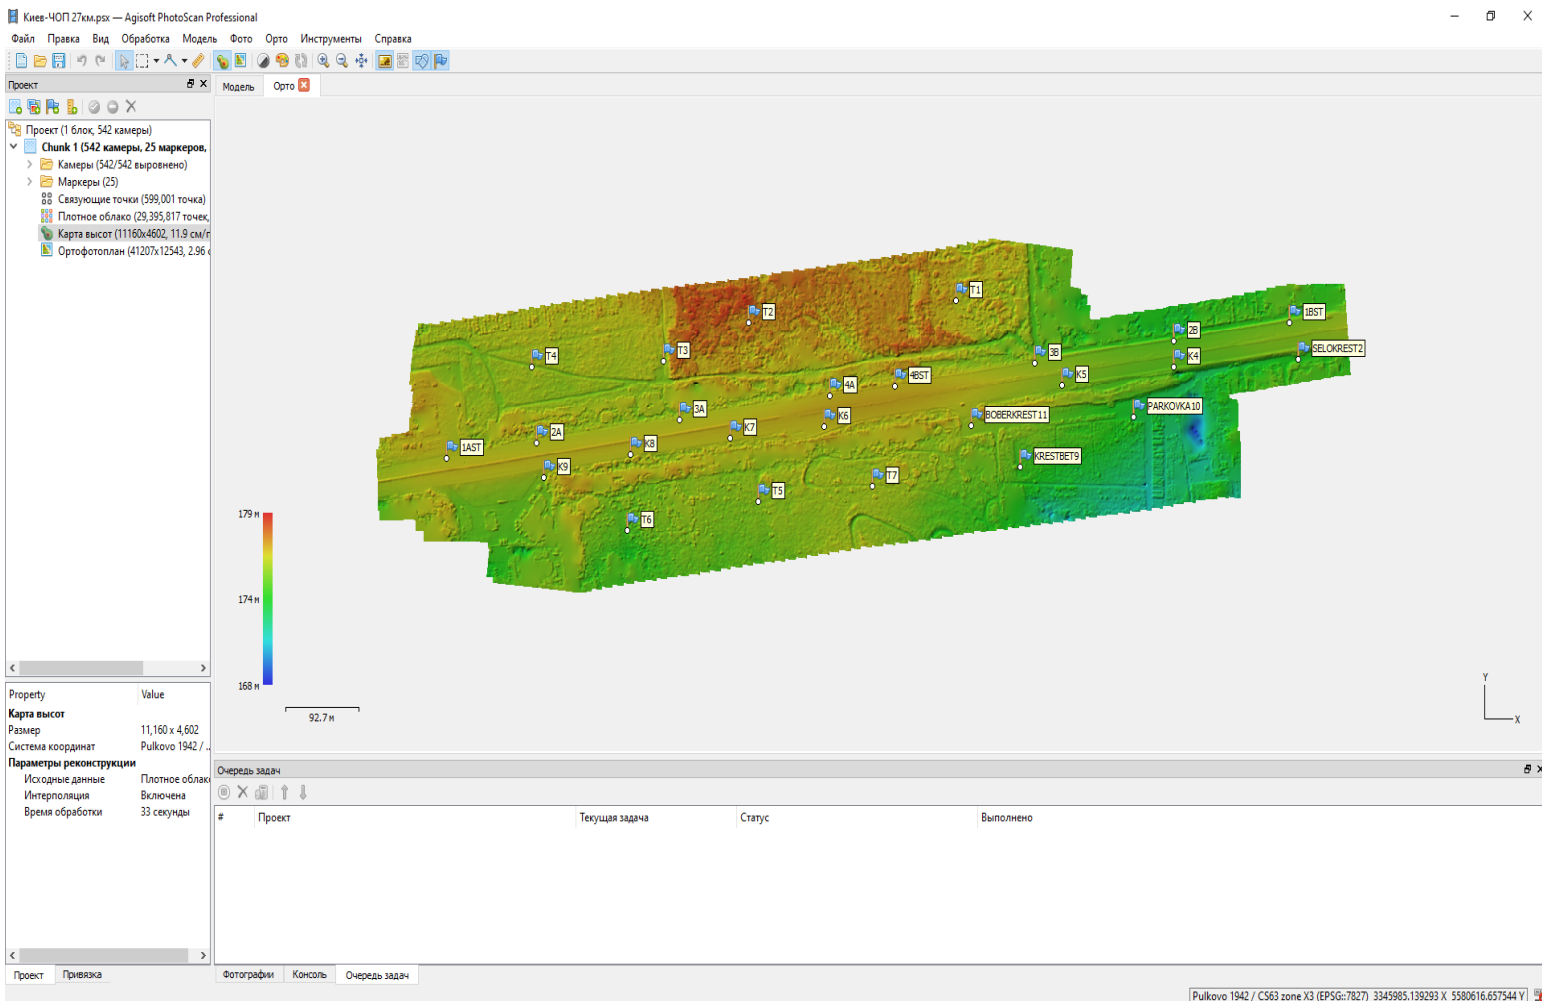 Киев-ЧОП 27км.psx — Agisoft PhotoScan Professional
Файл Правка Вид Обработка Модель Фото Орто Инструменты Справка
Проект
Модель Орто
Проект (1 блок, 542 камеры)
Chunk 1 (542 камеры, 25 маркеров,
Камеры (542/542 выровнено)
Маркеры (25)
Связующие точки (599,001 точка)
Плотное облако (29,395,817 точек,
Карта высот (11160x4602, 11.9 см/г
Ортофотоплан (41207x12543, 2.96 с
T1
T2
1BST
2B
T3
T4
3B
SELOKREST2
K4
4BST
K5
4A
3A
K6
BOBERKREST11
PARKOVKA10
K7
2A
K8
1AST
KRESTBET9
K9
T7
T5
T6
179 м
174 м
168 м
92.7 м
Y
X
Property Value
Карта высот
Размер 11,160 x 4,602
Система координат Pulkovo 1942 / ..
Параметры реконструкции
Исходные данные Плотное облако
Интерполяция Включена
Время обработки 33 секунды
Очередь задач
# Проект Текущая задача Статус Выполнено
Проект Привязка
Фотографии Консоль Очередь задач
Pulkovo 1942 / CS63 zone X3 (EPSG::7827) 3345985.139293 X 5580616.657544 Y